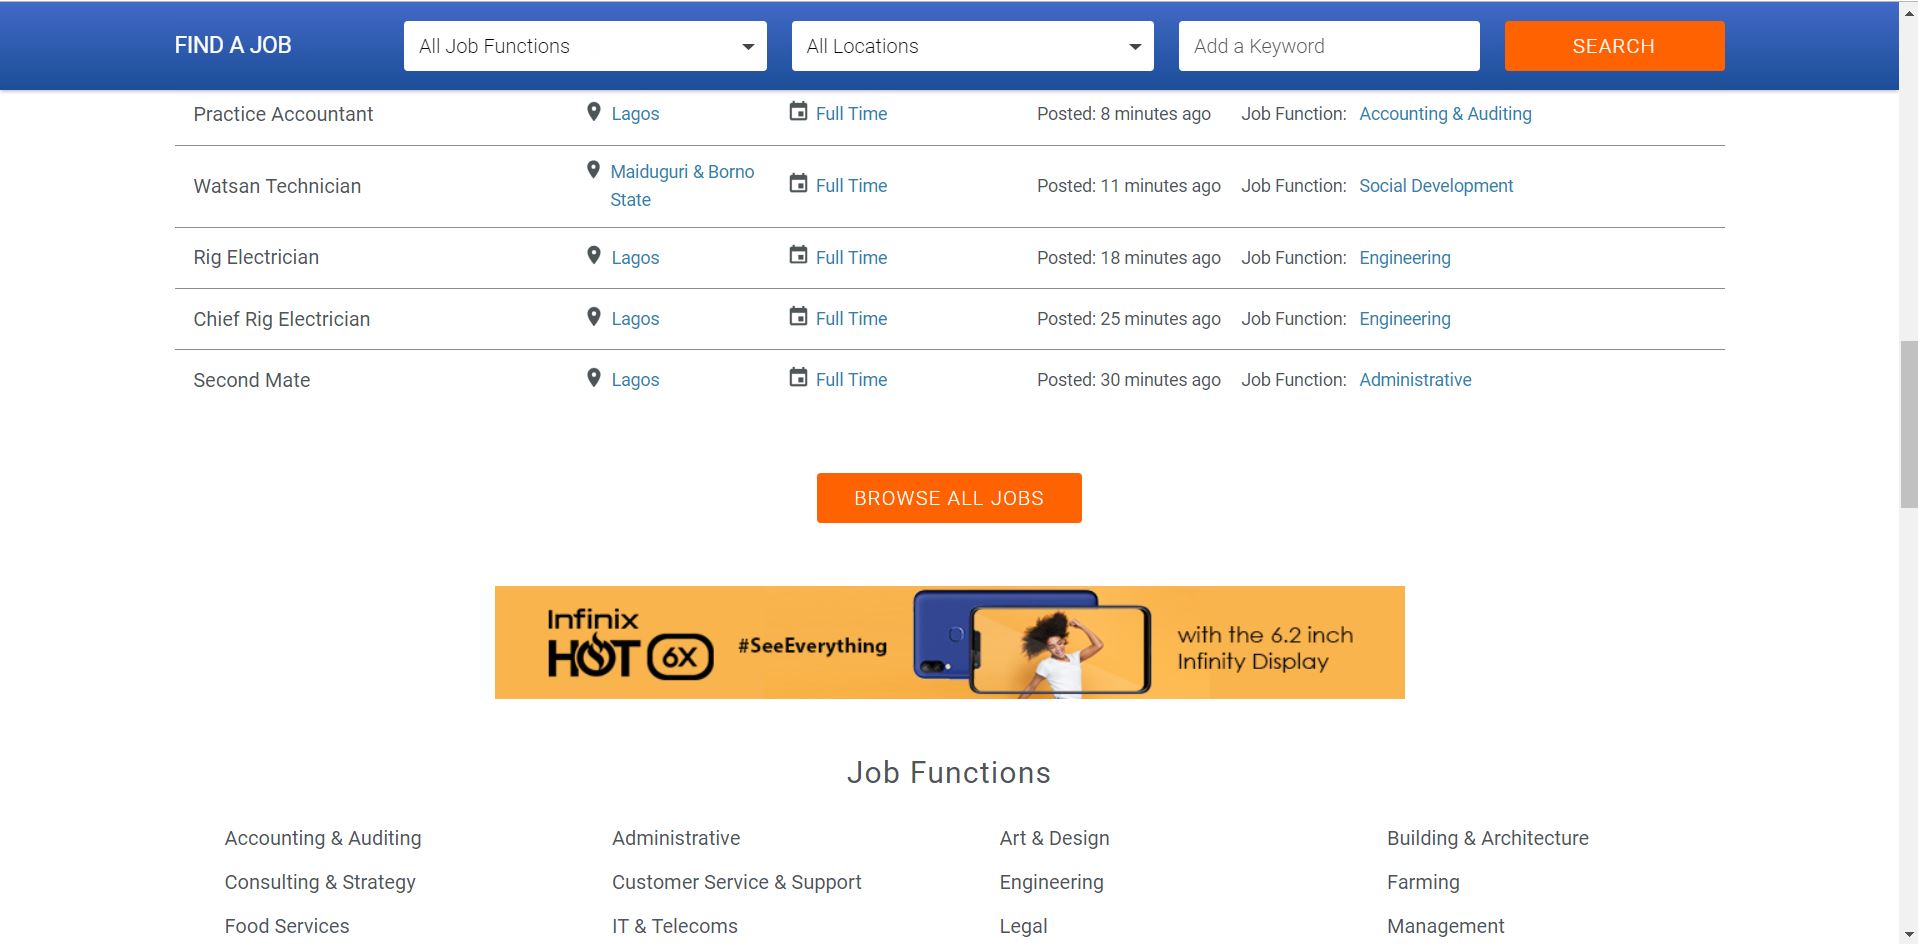 FIND A JOB All Job Functions All Locations Add a Keyword SEARCH
Practice Accountant Lagos Full Time Posted: 8 minutes ago Job Function: Accounting & Auditing
Watsan Technician Maiduguri & Borno State Full Time Posted: 11 minutes ago Job Function: Social Development
Rig Electrician Lagos Full Time Posted: 18 minutes ago Job Function: Engineering
Chief Rig Electrician Lagos Full Time Posted: 25 minutes ago Job Function: Engineering
Second Mate Lagos Full Time Posted: 30 minutes ago Job Function: Administrative
BROWSE ALL JOBS
Infinix
HOT 6X
#SeeEverything
with the 6.2 inch
Infinity Display
Job Functions
Accounting & Auditing Administrative Art & Design Building & Architecture
Consulting & Strategy Customer Service & Support Engineering Farming
Food Services IT & Telecoms Legal Management